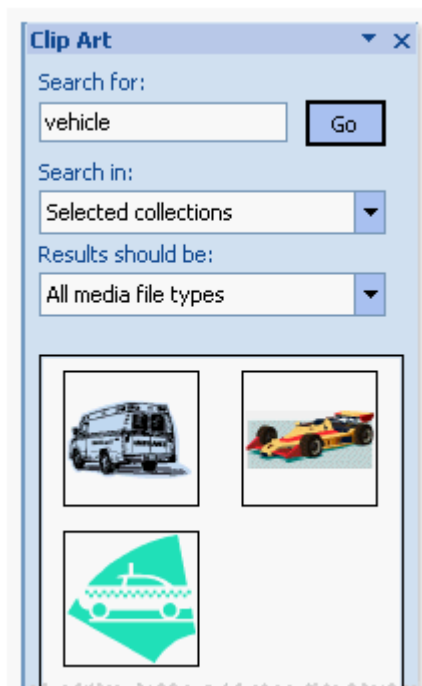 Clip Art
Search for:
vehicle
Go
Search in:
Selected collections
Results should be:
All media file types